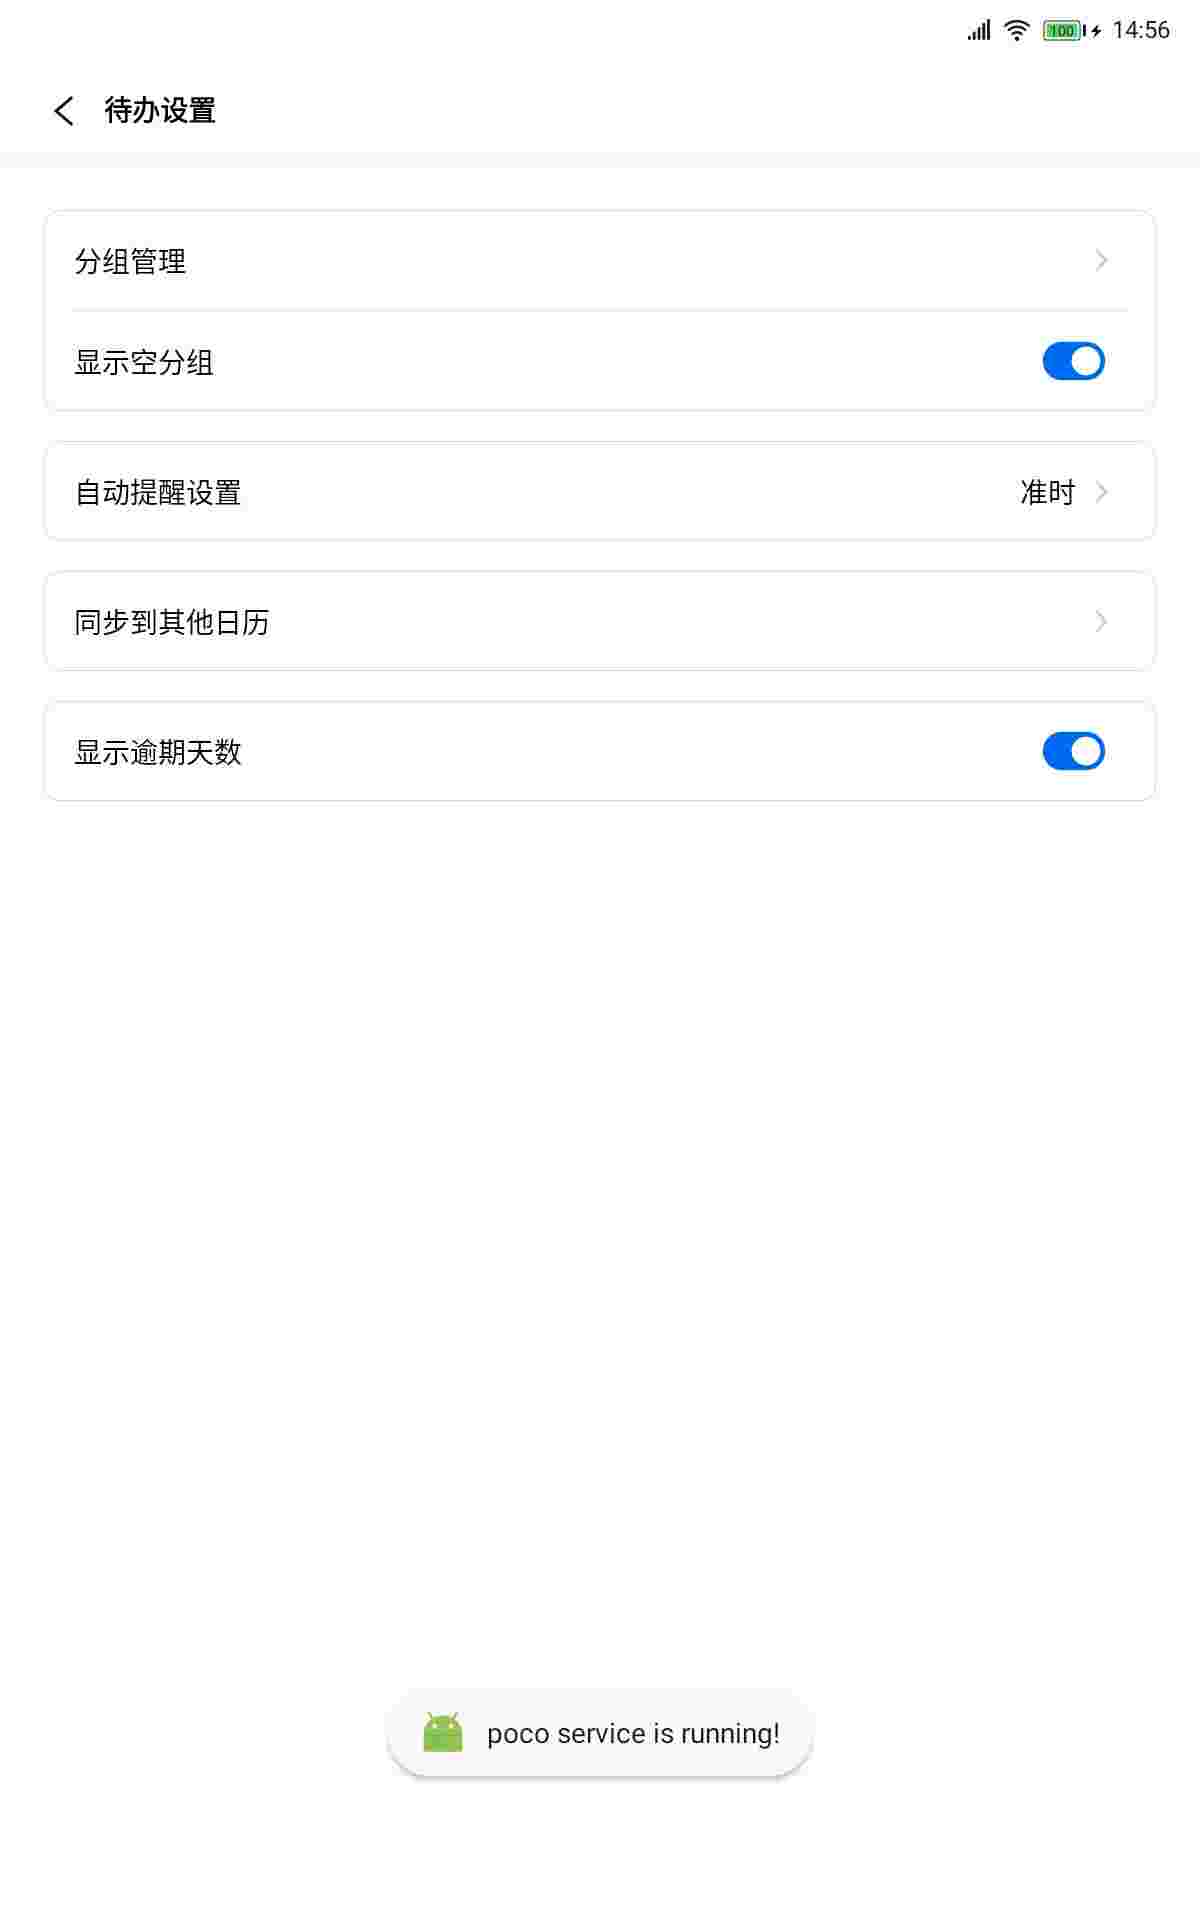 100 14:56
待办设置
分组管理
显示空分组
自动提醒设置 准时
同步到其他日历
显示逾期天数
poco service is running!